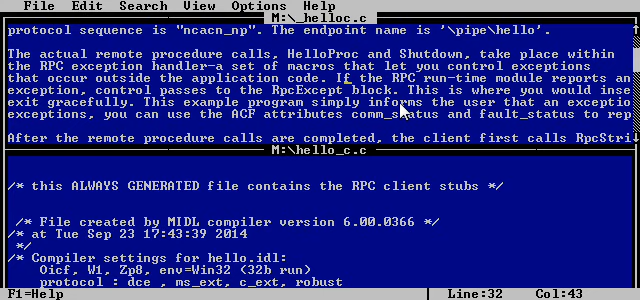 File Edit Search View Options Help
M:\_helloc.c
protocol sequence is "ncacn_np". The endpoint name is '\pipe\hello'.
The actual remote procedure calls, HelloProc and Shutdown, take place within
the RPC exception handler—a set of macros that let you control exceptions
that occur outside the application code. If the RPC run-time module reports an
exception, control passes to the RpcExcept block. This is where you would inse
exit gracefully. This example program simply informs the user that an exceptio
exceptions, you can use the ACF attributes comm_status and fault_status to rep
After the remote procedure calls are completed, the client first calls RpcStri
M:\hello_c.c
/* this ALWAYS GENERATED file contains the RPC client stubs */
/* File created by MIDL compiler version 6.00.0366 */
/* at Tue Sep 23 17:43:39 2014
*/
/* Compiler settings for hello.idl:
Oicf, W1, Zp8, env=Win32 (32b run)
protocol : dce , ms_ext, c_ext, robust
F1=Help Line:32 Col:43